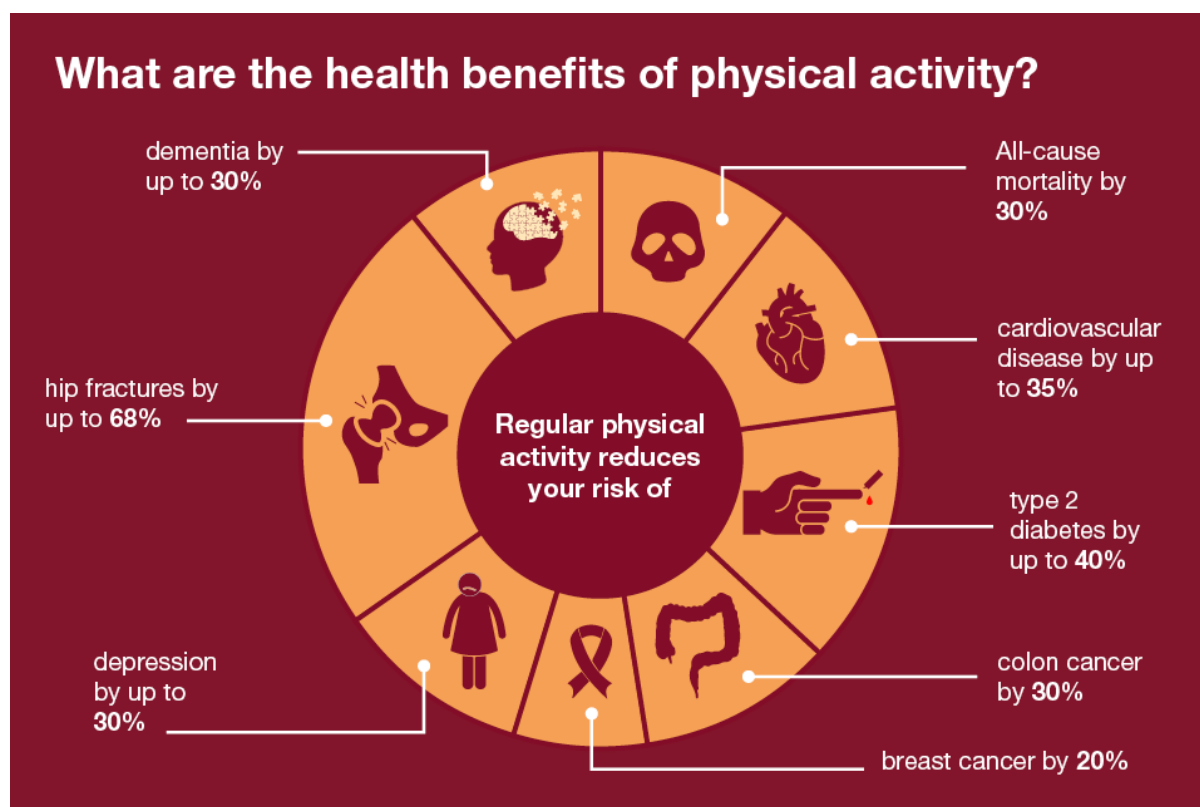 What are the health benefits of physical activity?
dementia by
up to 30%
All-cause
mortality by
30%
cardiovascular
disease by up
to 35%
hip fractures by
up to 68%
Regular physical
activity reduces
your risk of
type 2
diabetes by
up to 40%
depression
by up to
30%
colon cancer
by 30%
breast cancer by 20%